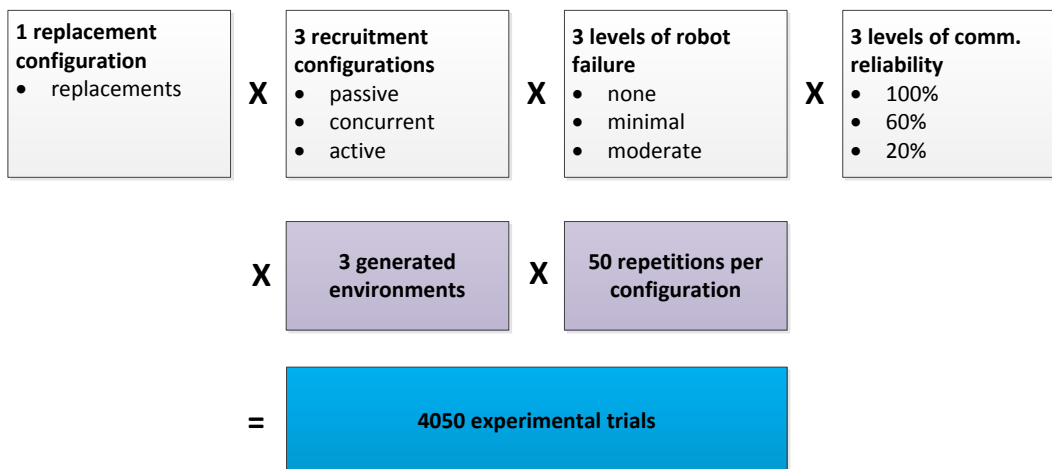 1 replacement
configuration
• replacements
X
3 recruitment
configurations
• passive
• concurrent
• active
X
3 levels of robot
failure
• none
• minimal
• moderate
X
3 levels of comm.
reliability
• 100%
• 60%
• 20%
X
3 generated
environments
X
50 repetitions per
configuration
=
4050 experimental trials